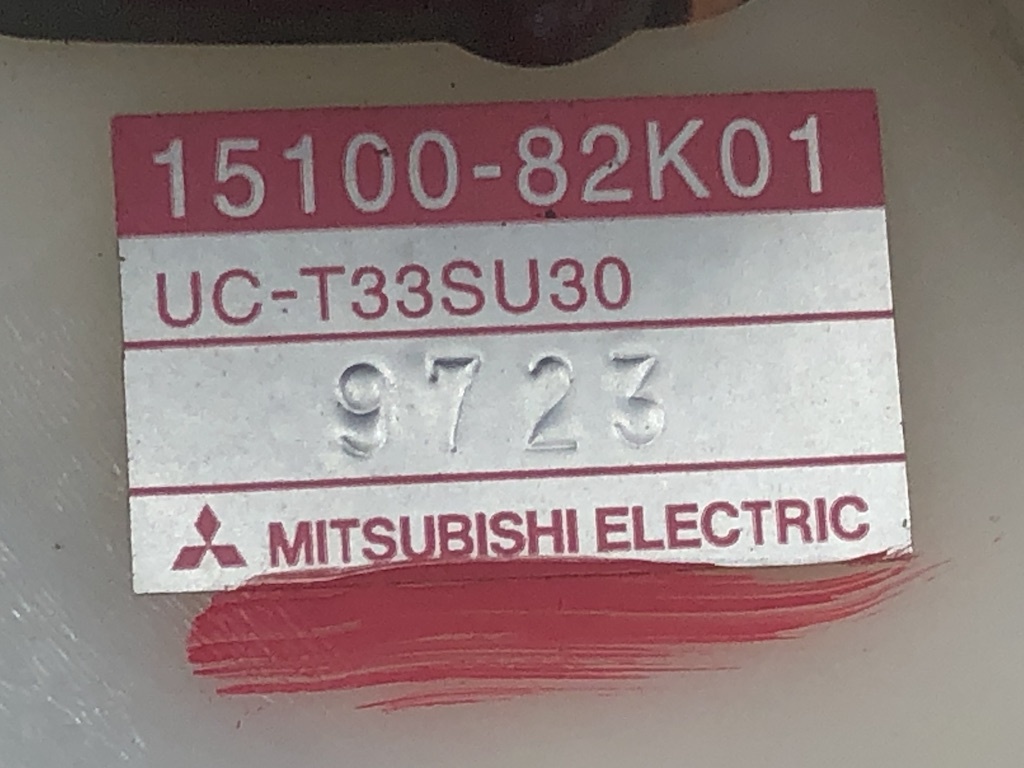 15100-82K01
UC-T33SU30
9723
MITSUBISHI ELECTRIC